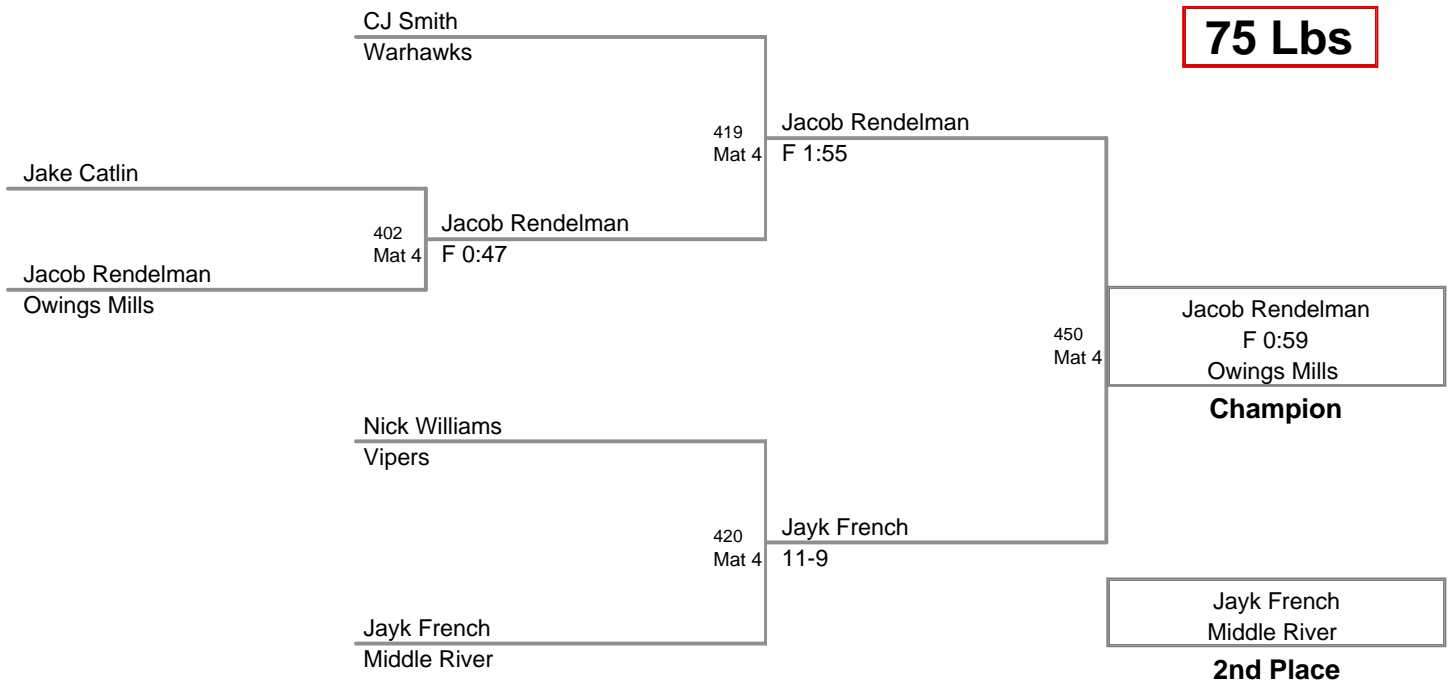 CJ Smith
Warhawks
75 Lbs
419
Mat 4
Jacob Rendelman
F 1:55
Jake Catlin
402
Mat 4
Jacob Rendelman
F 0:47
Jacob Rendelman
Owings Mills
450
Mat 4
Jacob Rendelman
F 0:59
Owings Mills
Champion
Nick Williams
Vipers
420
Mat 4
Jayk French
11-9
Jayk French
Middle River
Jayk French
Middle River
2nd Place